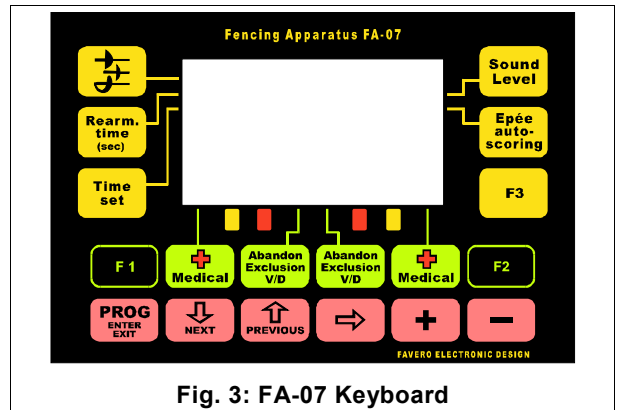 Fencing Apparatus FA-07
Sound
Level
Rearm.
time
(sec)
Epée
auto-
scoring
Time
set
F3
F 1
Medical
Abandon
Exclusion
V/D
Abandon
Exclusion
V/D
Medical
F2
PROG
ENTER
EXIT
NEXT
PREVIOUS
+
−
FAVERO ELECTRONIC DESIGN
Fig. 3: FA-07 Keyboard